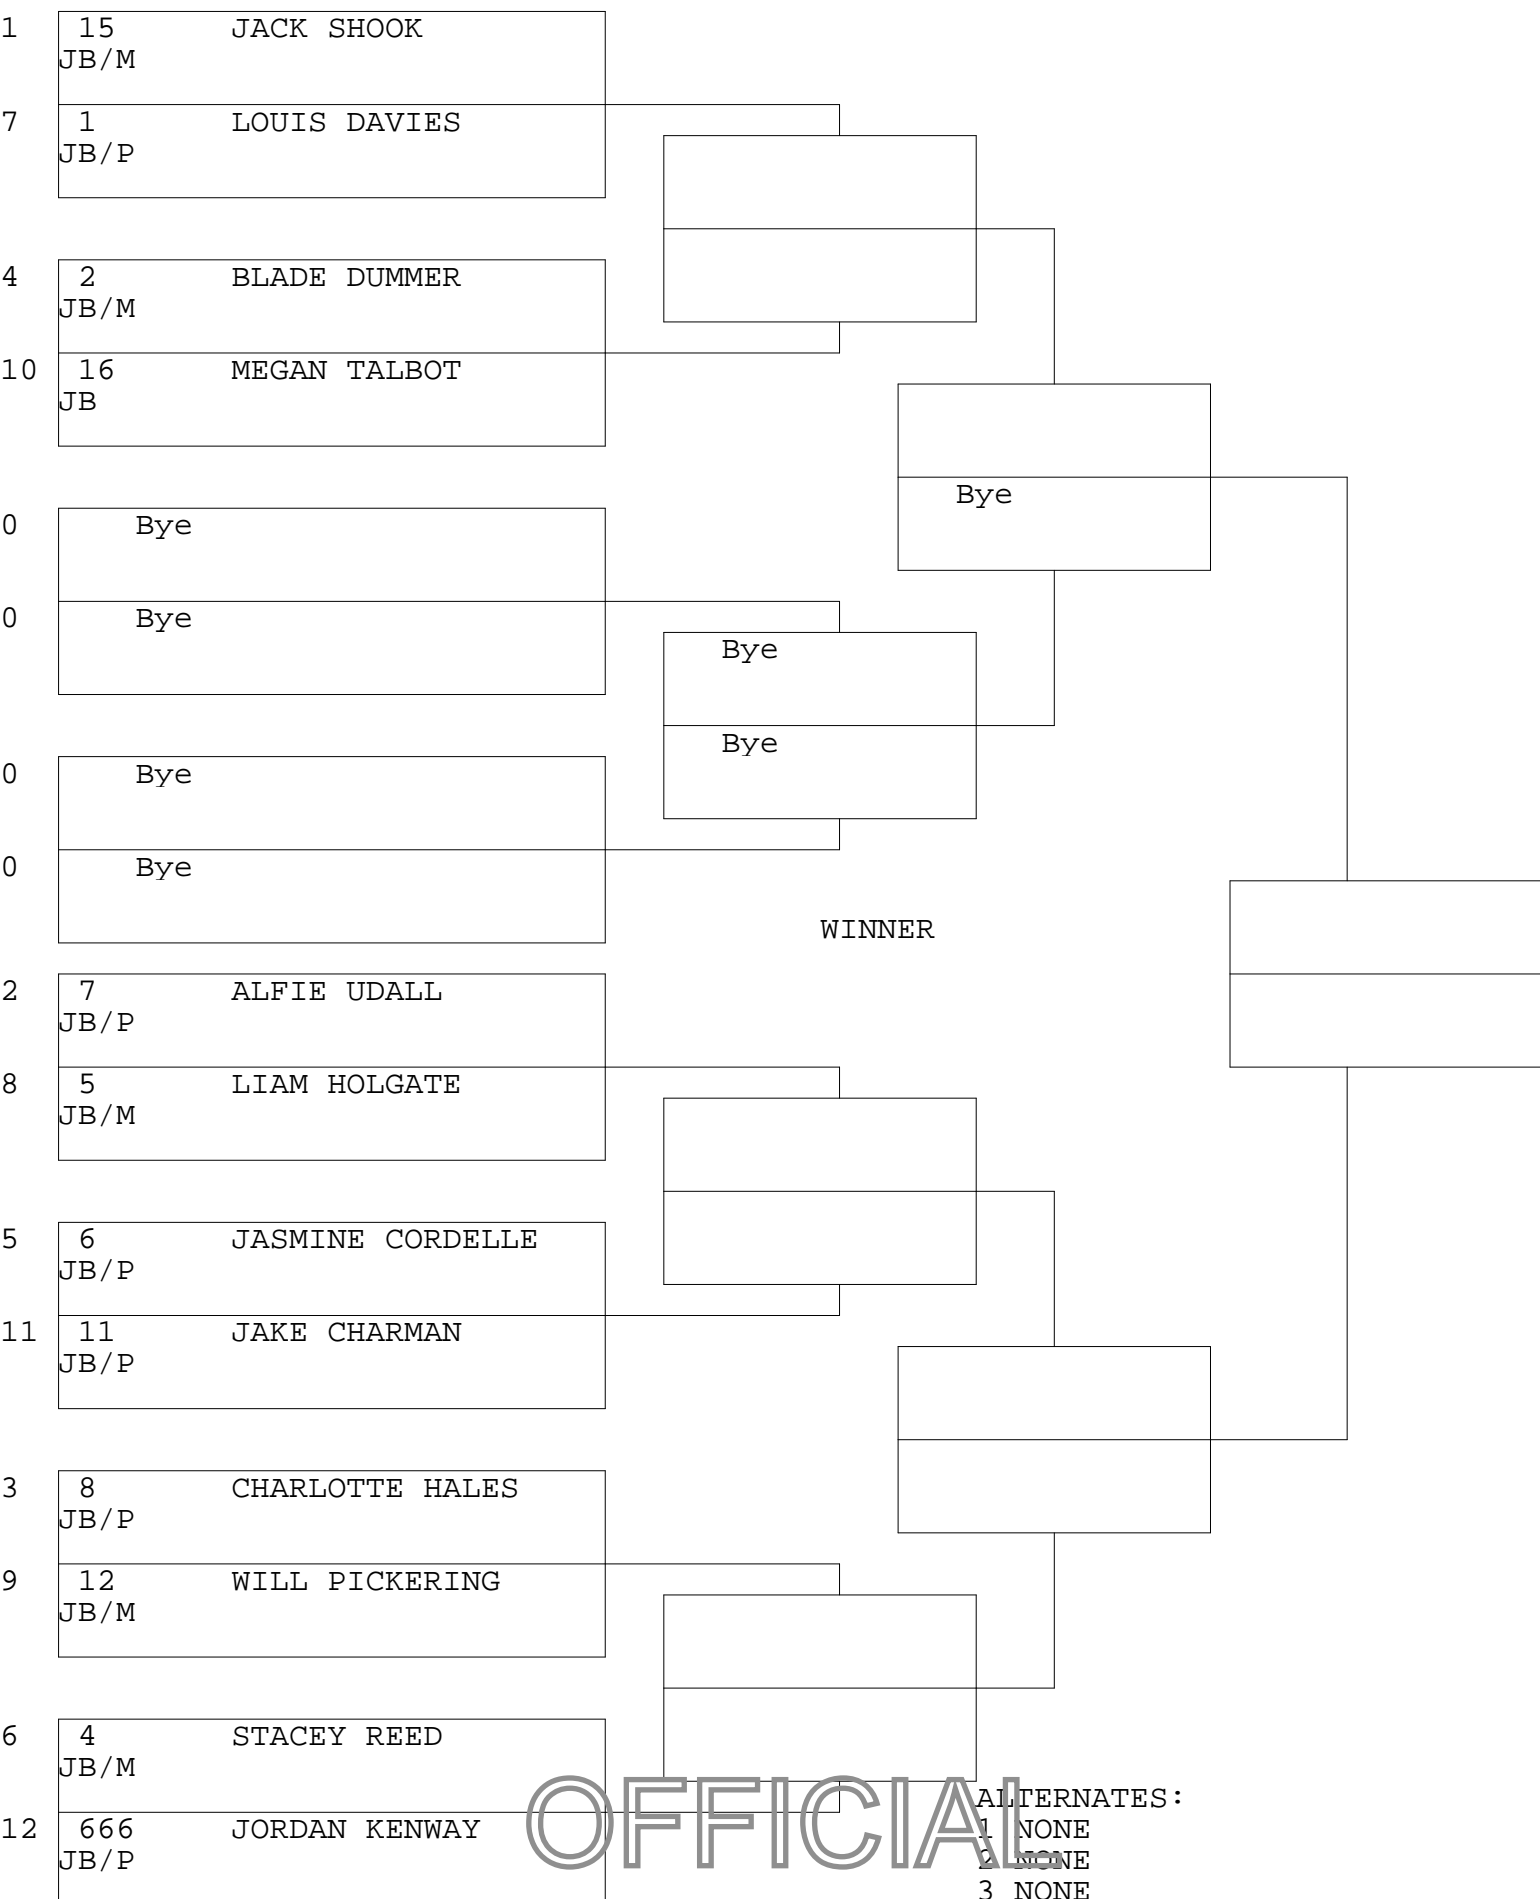 1 15 JACK SHOOK
JB/M
7 1 LOUIS DAVIES
JB/P
4 2 BLADE DUMMER
JB/M
10 16 MEGAN TALBOT
JB
Bye
0 Bye
0 Bye
Bye
Bye
0 Bye
0 Bye
WINNER
2 7 ALFIE UDALL
JB/P
8 5 LIAM HOLGATE
JB/M
5 6 JASMINE CORDELLE
JB/P
11 11 JAKE CHARMAN
JB/P
3 8 CHARLOTTE HALES
JB/P
9 12 WILL PICKERING
JB/M
6 4 STACEY REED
JB/M
12 666 JORDAN KENWAY
JB/P
OFFICIAL
ALTERNATES:
1 NONE
2 NONE
3 NONE